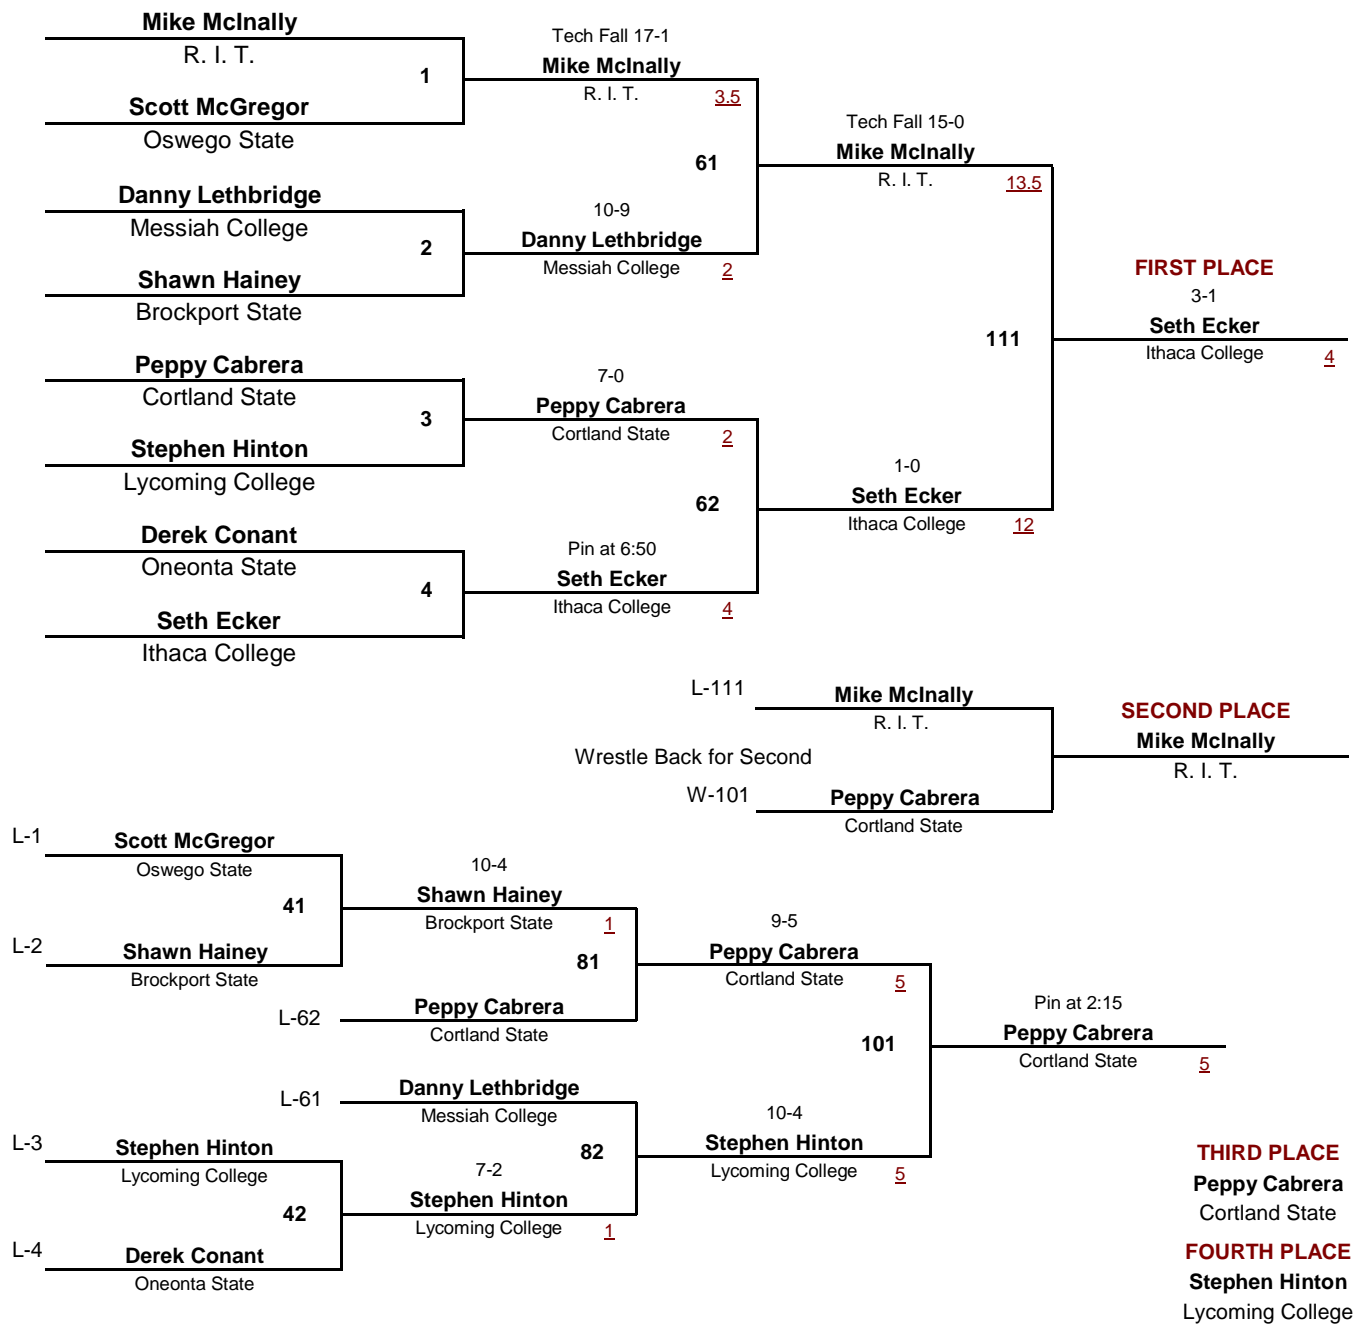 Mike McInally
R. I. T.
1
Scott McGregor
Oswego State
Danny Lethbridge
Messiah College
2
Shawn Hainey
Brockport State
Peppy Cabrera
Cortland State
3
Stephen Hinton
Lycoming College
Derek Conant
Oneonta State
4
Seth Ecker
Ithaca College
Tech Fall 17-1
Mike McInally
R. I. T.
3.5
61
10-9
Danny Lethbridge
Messiah College
2
7-0
Peppy Cabrera
Cortland State
2
62
Pin at 6:50
Seth Ecker
Ithaca College
4
Tech Fall 15-0
Mike McInally
R. I. T.
13.5
111
1-0
Seth Ecker
Ithaca College
12
FIRST PLACE
3-1
Seth Ecker
Ithaca College
4
L-111
Mike McInally
R. I. T.
Wrestle Back for Second
W-101
Peppy Cabrera
Cortland State
SECOND PLACE
Mike McInally
R. I. T.
L-1
Scott McGregor
Oswego State
41
L-2
Shawn Hainey
Brockport State
10-4
Shawn Hainey
Brockport State
1
81
L-62
Peppy Cabrera
Cortland State
9-5
Peppy Cabrera
Cortland State
5
101
L-61
Danny Lethbridge
Messiah College
82
L-3
Stephen Hinton
Lycoming College
42
L-4
Derek Conant
Oneonta State
7-2
Stephen Hinton
Lycoming College
1
10-4
Stephen Hinton
Lycoming College
5
Pin at 2:15
Peppy Cabrera
Cortland State
5
THIRD PLACE
Peppy Cabrera
Cortland State
FOURTH PLACE
Stephen Hinton
Lycoming College